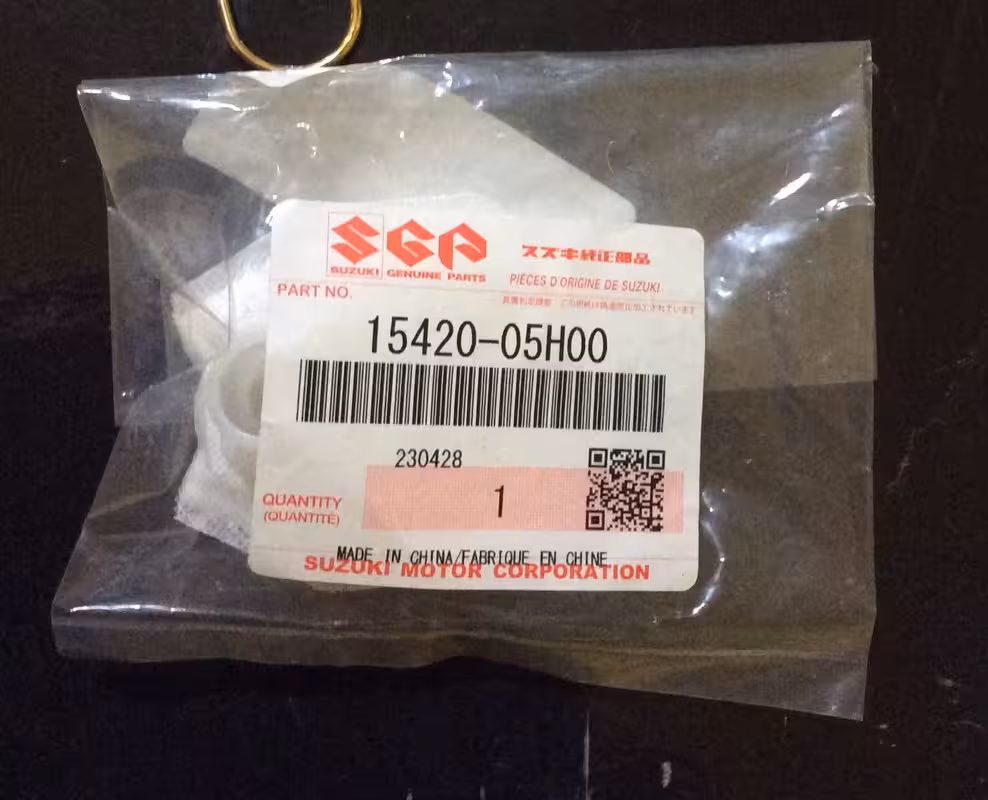 SGP
SUZUKI GENUINE PARTS
スズキ純正部品
PIÈCES D'ORIGINE DE SUZUKI
PART NO.
15420-05H00
230428
QUANTITY
(QUANTITÉ)
1
MADE IN CHINA/FABRIQUE EN CHINE
SUZUKI MOTOR CORPORATION